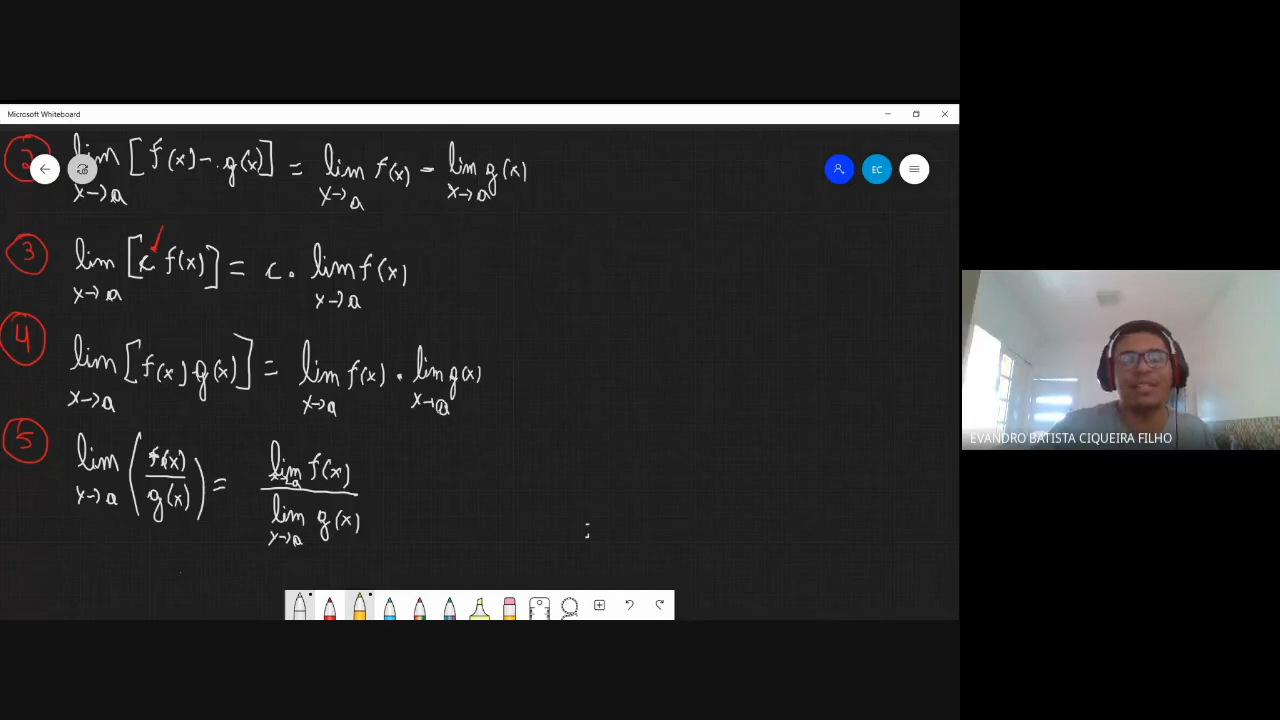 Microsoft Whiteboard
② lim x→a [f(x) - g(x)] = lim x→a f(x) - lim x→a g(x)
EC
③ lim x→a [c f(x)] = c . lim x→a f(x)
④ lim x→a [f(x) g(x)] = lim x→a f(x) . lim x→a g(x)
⑤ lim x→a (f(x)/g(x)) = lim x→a f(x) / lim x→a g(x)
EVANDRO BATISTA CIQUEIRA FILHO